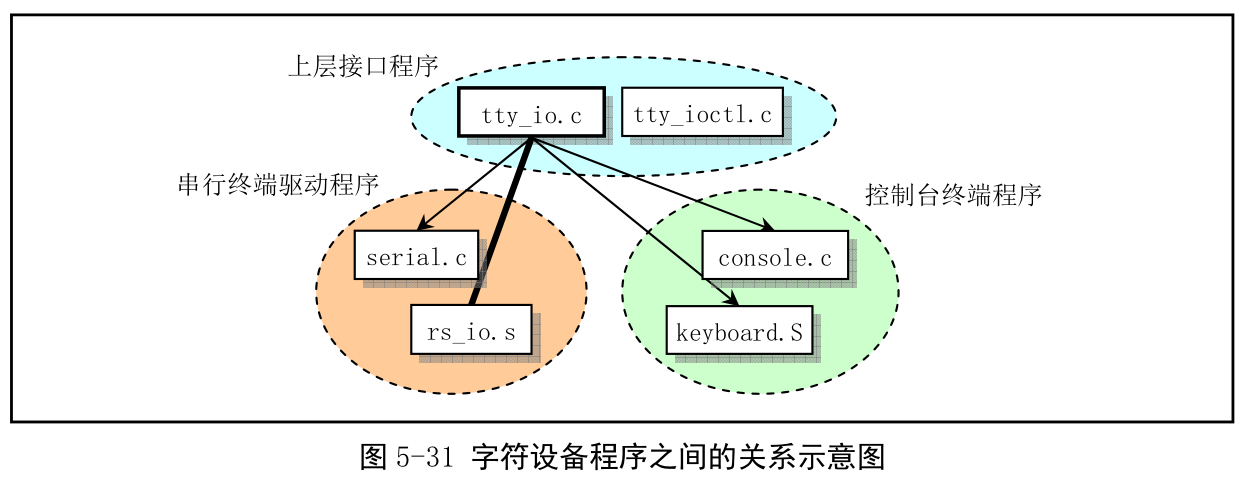 上层接口程序
tty_io.c
tty_ioctl.c
串行终端驱动程序
控制台终端程序
serial.c
console.c
rs_io.s
keyboard.S
图 5-31 字符设备程序之间的关系示意图